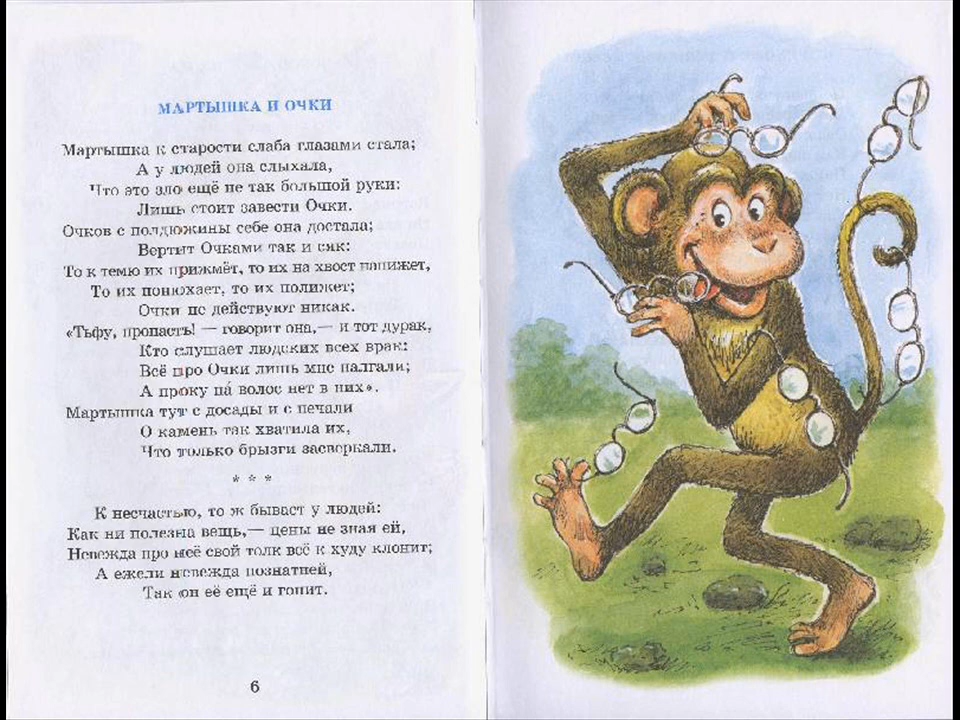 МАРТЫШКА И ОЧКИ
Мартышка к старости слаба глазами стала;
А у людей она слыхала,
Что это зло ещё не так большой руки:
Лишь стоит завести Очки.
Очков с полдюжины себе она достала;
Вертит Очками так и сяк:
То к темю их прижмёт, то их на хвост нанижет,
То их понюхает, то их полижет;
Очки не действуют никак.
«Тьфу, пропасть! — говорит она,— и тот дурак,
Кто слушает людских всех врак:
Всё про Очки лишь мне налгали;
А проку на́ волос нет в них».
Мартышка тут с досады и с печали
О камень так хватила их,
Что только брызги засверкали.
* * *
К несчастью, то ж бывает у людей:
Как ни полезна вещь,— цены не зная ей,
Невежда про неё свой толк всё к худу клонит;
А ежели невежда познатней,
Так он её ещё и гонит.
6